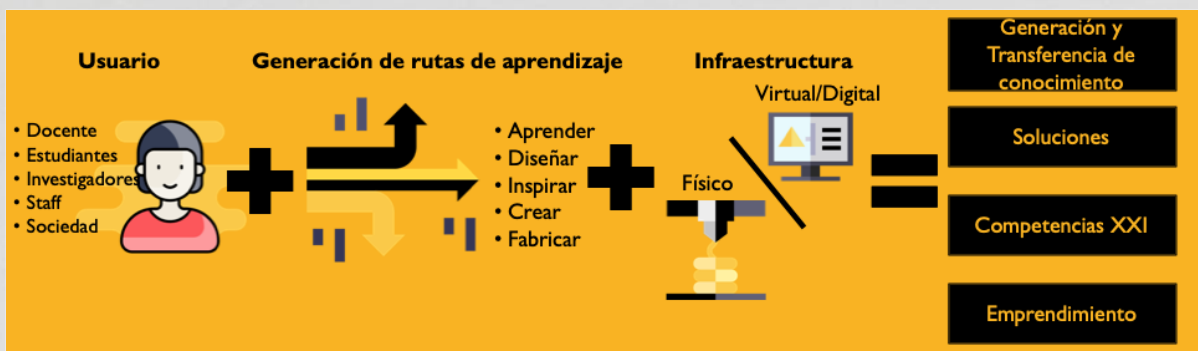 Usuario
• Docente
• Estudiantes
• Investigadores
• Staff
• Sociedad
Generación de rutas de aprendizaje
• Aprender
• Diseñar
• Inspirar
• Crear
• Fabricar
Infraestructura
Virtual/Digital
Físico
Generación y
Transferencia de
conocimiento
Soluciones
Competencias XXI
Emprendimiento